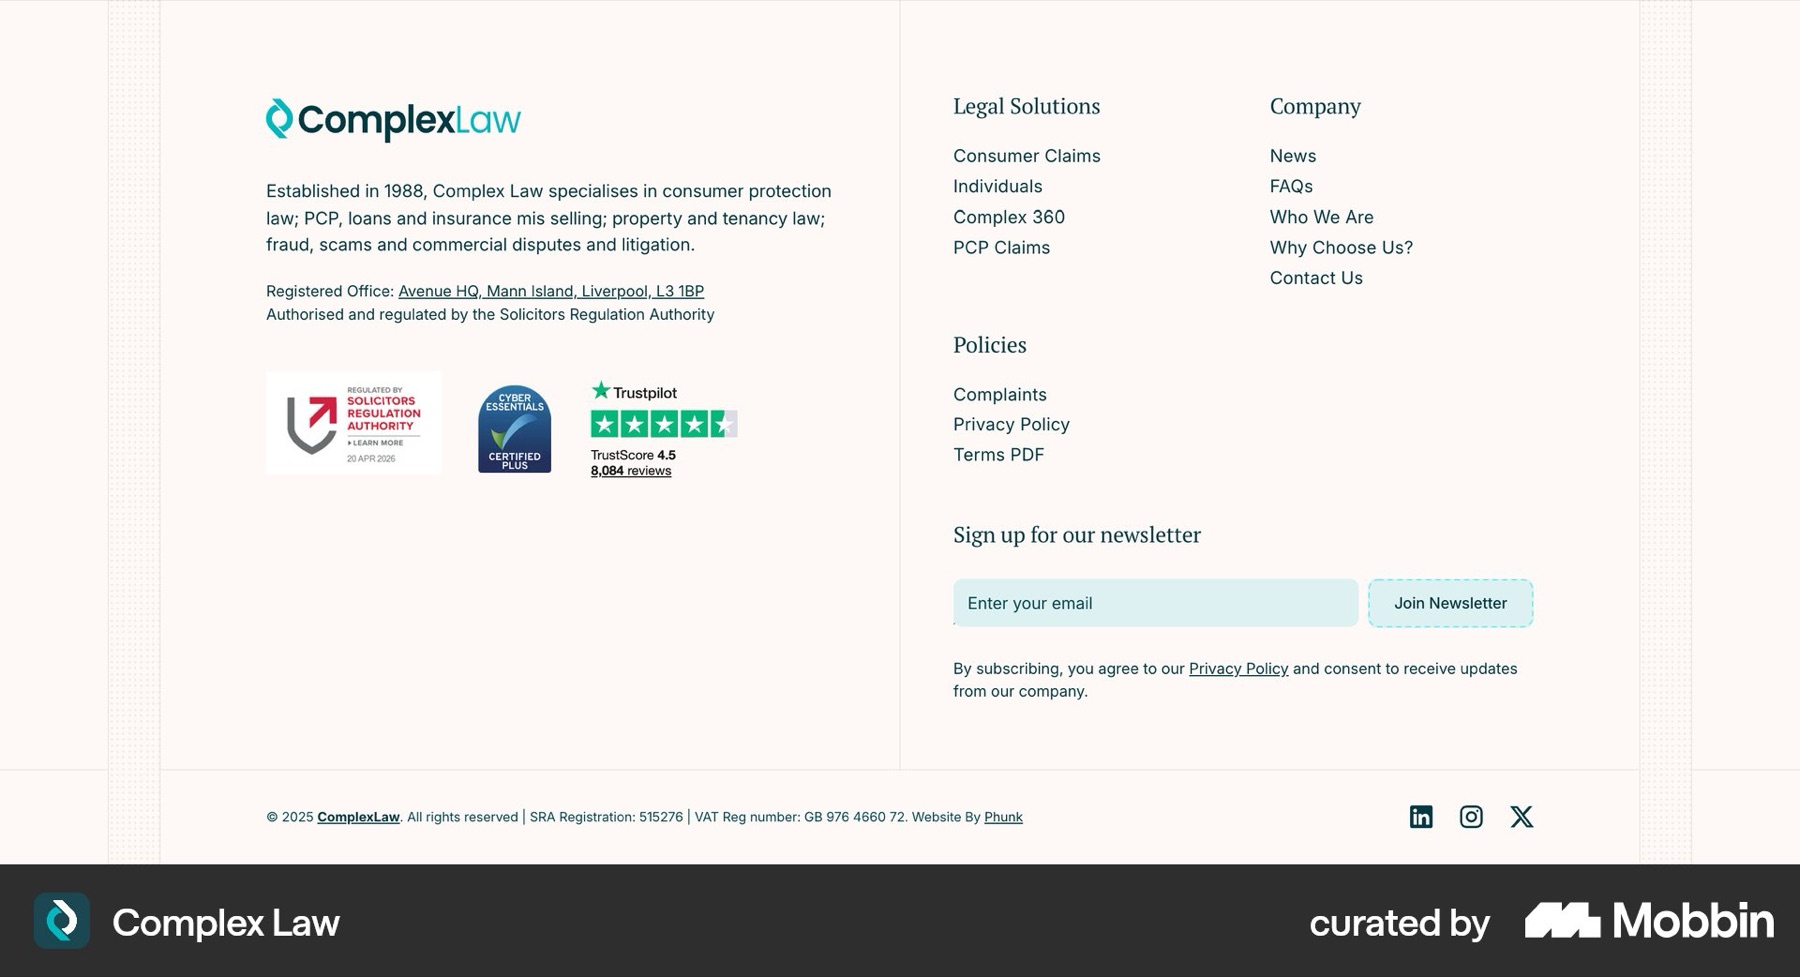 ComplexLaw
Established in 1988, Complex Law specialises in consumer protection
law; PCP, loans and insurance mis selling; property and tenancy law;
fraud, scams and commercial disputes and litigation.
Registered Office: Avenue HQ, Mann Island, Liverpool, L3 1BP
Authorised and regulated by the Solicitors Regulation Authority
REGULATED BY
SOLICITORS
REGULATION
AUTHORITY
LEARN MORE
20 APR 2026
CYBER
ESSENTIALS
CERTIFIED
PLUS
Trustpilot
TrustScore 4.5
8,084 reviews
Legal Solutions
Consumer Claims
Individuals
Complex 360
PCP Claims
Company
News
FAQs
Who We Are
Why Choose Us?
Contact Us
Policies
Complaints
Privacy Policy
Terms PDF
Sign up for our newsletter
Enter your email
Join Newsletter
By subscribing, you agree to our Privacy Policy and consent to receive updates
from our company.
© 2025 ComplexLaw. All rights reserved | SRA Registration: 515276 | VAT Reg number: GB 976 4660 72. Website By Phunk
Complex Law
curated by Mobbin